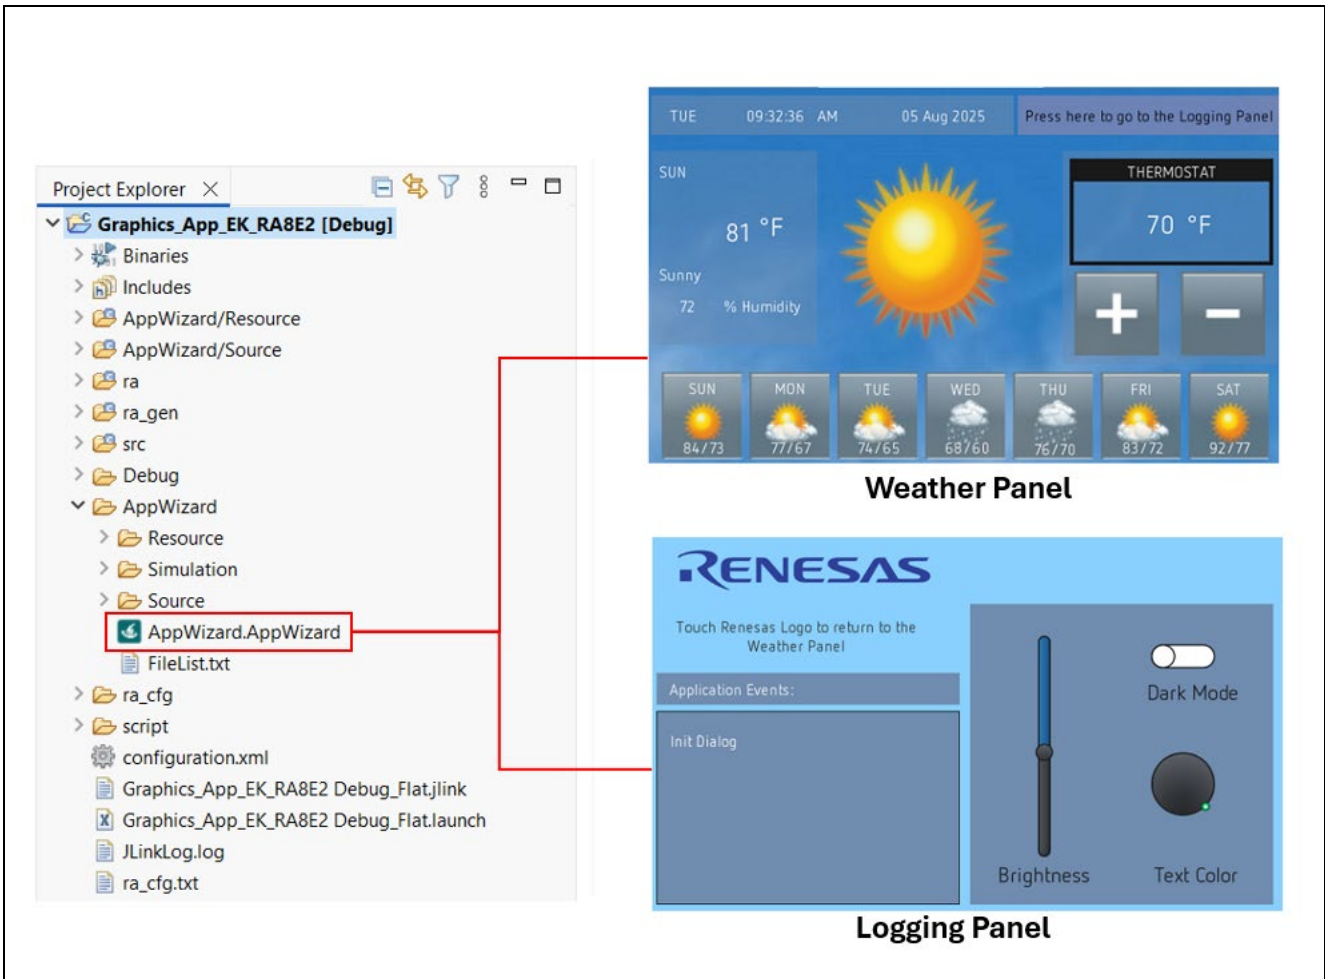 Project Explorer
Graphics_App_EK_RA8E2 [Debug]
Binaries
Includes
AppWizard/Resource
AppWizard/Source
ra
ra_gen
src
Debug
AppWizard
Resource
Simulation
Source
AppWizard.AppWizard
FileList.txt
ra_cfg
script
configuration.xml
Graphics_App_EK_RA8E2 Debug_Flat.jlink
Graphics_App_EK_RA8E2 Debug_Flat.launch
JLinkLog.log
ra_cfg.txt
TUE 09:32:36 AM 05 Aug 2025 Press here to go to the Logging Panel
SUN
81 °F
Sunny
72 % Humidity
THERMOSTAT
70 °F
+ −
SUN MON TUE WED THU FRI SAT
84/73 77/67 74/65 68/60 76/70 83/72 92/77
Weather Panel
RENESAS
Touch Renesas Logo to return to the
Weather Panel
Application Events:
Init Dialog
Dark Mode
Brightness Text Color
Logging Panel